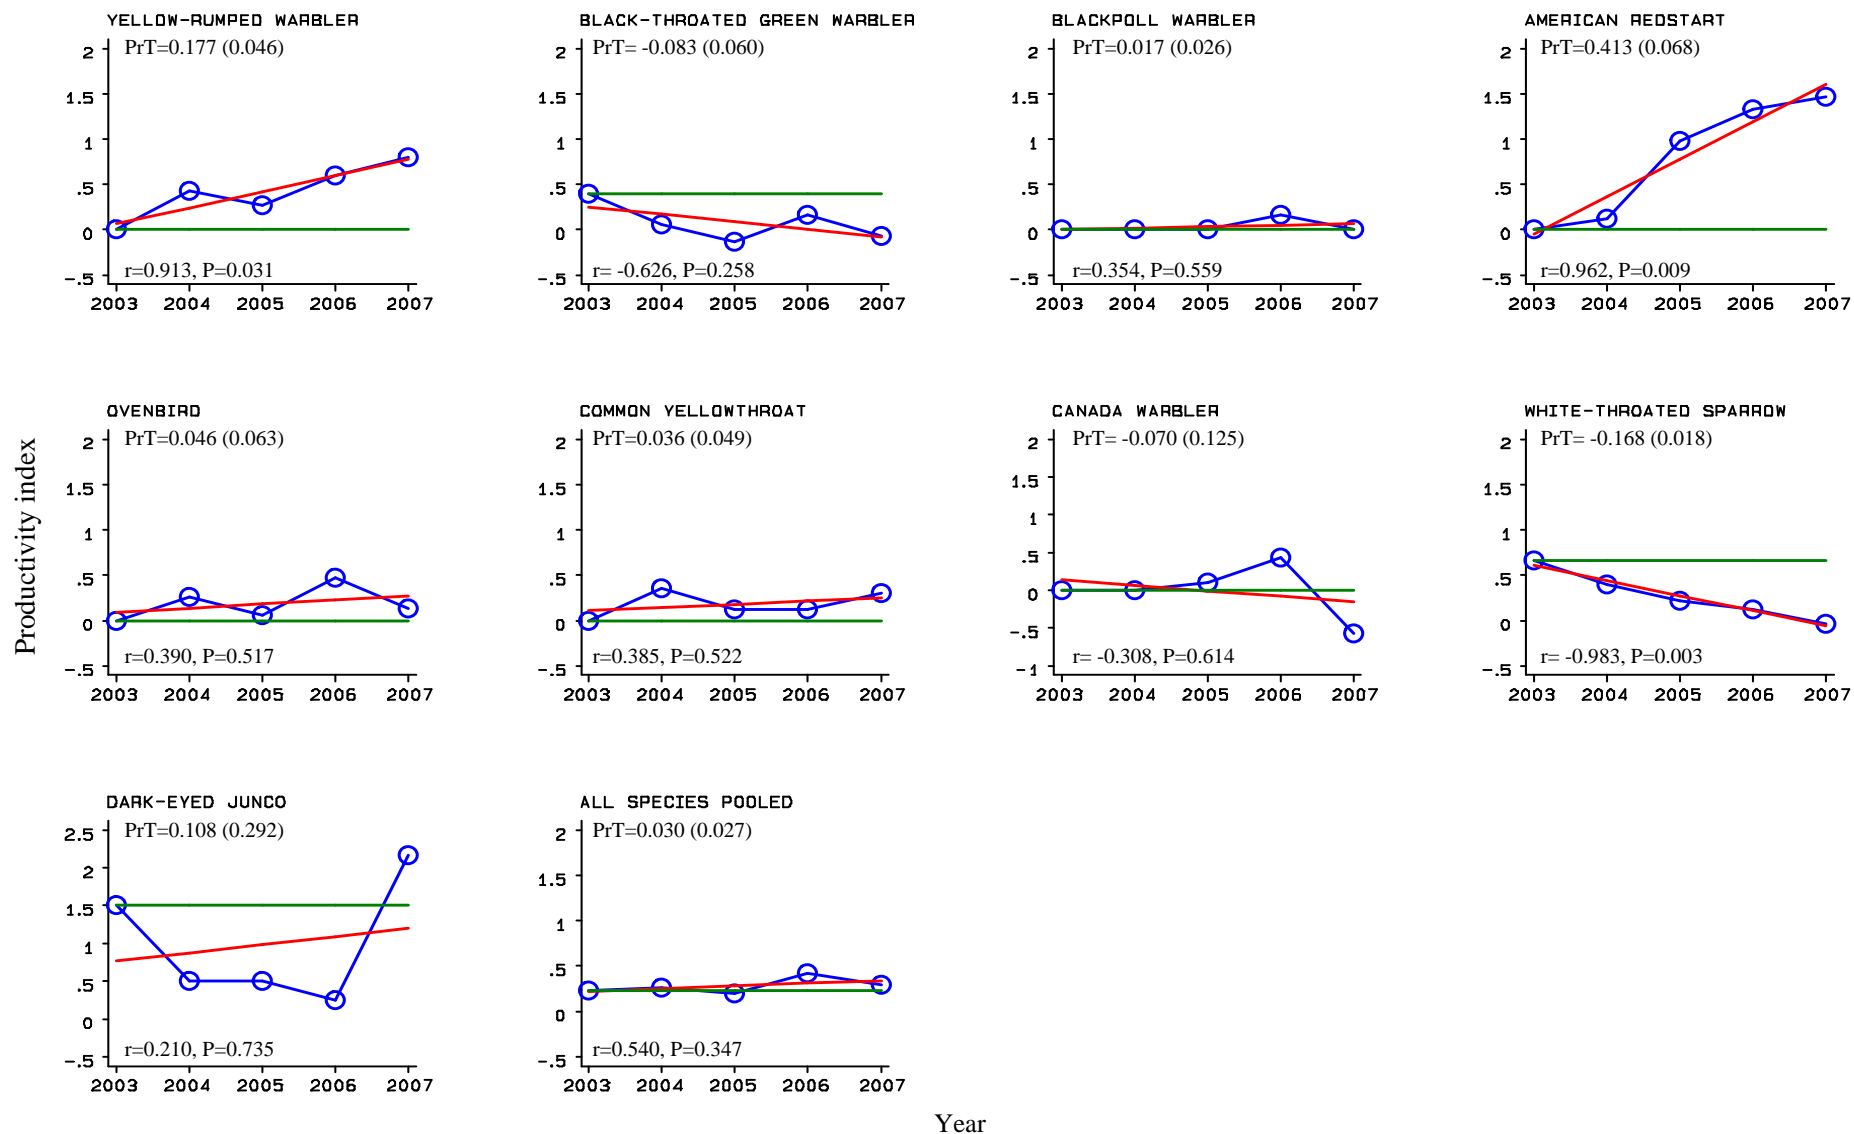 YELLOW-RUMPED WARBLER
PrT=0.177 (0.046)
2
1.5
1
.5
0
-.5
r=0.913, P=0.031
2003 2004 2005 2006 2007
BLACK-THROATED GREEN WARBLER
PrT= -0.083 (0.060)
2
1.5
1
.5
0
-.5
r= -0.626, P=0.258
2003 2004 2005 2006 2007
BLACKPOLL WARBLER
PrT=0.017 (0.026)
2
1.5
1
.5
0
-.5
r=0.354, P=0.559
2003 2004 2005 2006 2007
AMERICAN REDSTART
PrT=0.413 (0.068)
2
1.5
1
.5
0
-.5
r=0.962, P=0.009
2003 2004 2005 2006 2007
Productivity index
OVENBIRD
PrT=0.046 (0.063)
2
1.5
1
.5
0
-.5
r=0.390, P=0.517
2003 2004 2005 2006 2007
COMMON YELLOWTHROAT
PrT=0.036 (0.049)
2
1.5
1
.5
0
-.5
r=0.385, P=0.522
2003 2004 2005 2006 2007
CANADA WARBLER
PrT= -0.070 (0.125)
2
1.5
1
.5
0
-.5
-1
r= -0.308, P=0.614
2003 2004 2005 2006 2007
WHITE-THROATED SPARROW
PrT= -0.168 (0.018)
2
1.5
1
.5
0
-.5
r= -0.983, P=0.003
2003 2004 2005 2006 2007
DARK-EYED JUNCO
PrT=0.108 (0.292)
2.5
2
1.5
1
.5
0
-.5
r=0.210, P=0.735
2003 2004 2005 2006 2007
ALL SPECIES POOLED
PrT=0.030 (0.027)
2
1.5
1
.5
0
-.5
r=0.540, P=0.347
2003 2004 2005 2006 2007
Year